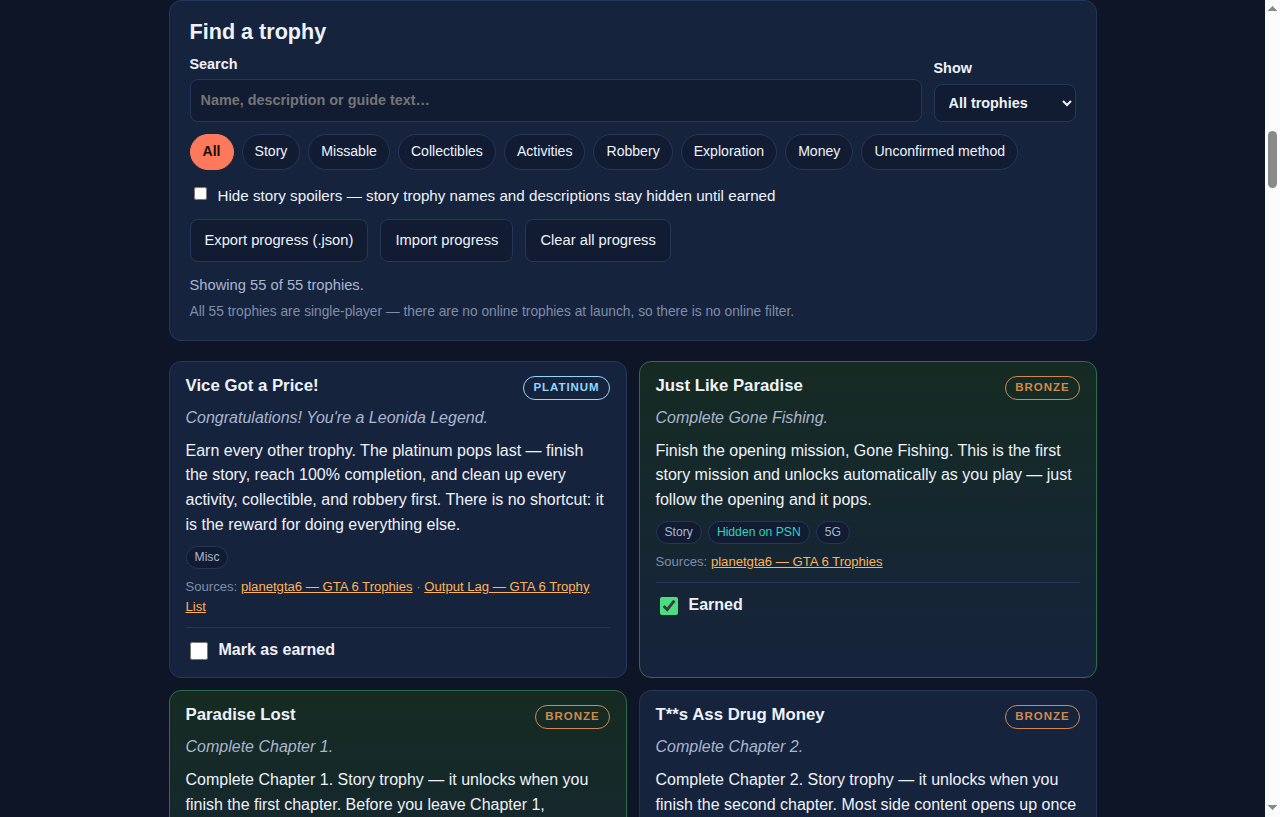 Find a trophy
Search
Show
Name, description or guide text…
All trophies
All
Story
Missable
Collectibles
Activities
Robbery
Exploration
Money
Unconfirmed method
Hide story spoilers — story trophy names and descriptions stay hidden until earned
Export progress (.json)
Import progress
Clear all progress
Showing 55 of 55 trophies.
All 55 trophies are single-player — there are no online trophies at launch, so there is no online filter.
Vice Got a Price!
PLATINUM
Congratulations! You're a Leonida Legend.
Earn every other trophy. The platinum pops last — finish
the story, reach 100% completion, and clean up every
activity, collectible, and robbery first. There is no shortcut: it
is the reward for doing everything else.
Misc
Sources: planetgta6 — GTA 6 Trophies · Output Lag — GTA 6 Trophy
List
Mark as earned
Just Like Paradise
BRONZE
Complete Gone Fishing.
Finish the opening mission, Gone Fishing. This is the first
story mission and unlocks automatically as you play — just
follow the opening and it pops.
Story
Hidden on PSN
5G
Sources: planetgta6 — GTA 6 Trophies
Earned
Paradise Lost
BRONZE
Complete Chapter 1.
Complete Chapter 1. Story trophy — it unlocks when you
finish the first chapter. Before you leave Chapter 1,
T**s Ass Drug Money
BRONZE
Complete Chapter 2.
Complete Chapter 2. Story trophy — it unlocks when you
finish the second chapter. Most side content opens up once